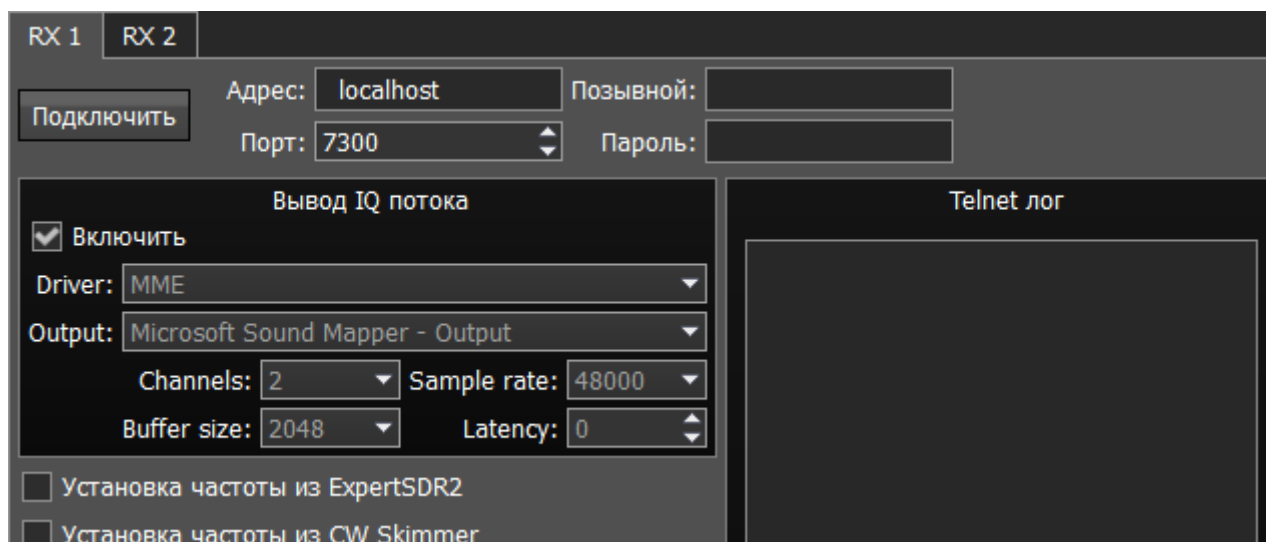 RX 1 RX 2
Подключить
Адрес: localhost Позывной:
Порт: 7300 Пароль:
Вывод IQ потока
Включить
Driver: MME
Output: Microsoft Sound Mapper - Output
Channels: 2 Sample rate: 48000
Buffer size: 2048 Latency: 0
Установка частоты из ExpertSDR2
Установка частоты из CW Skimmer
Telnet лог